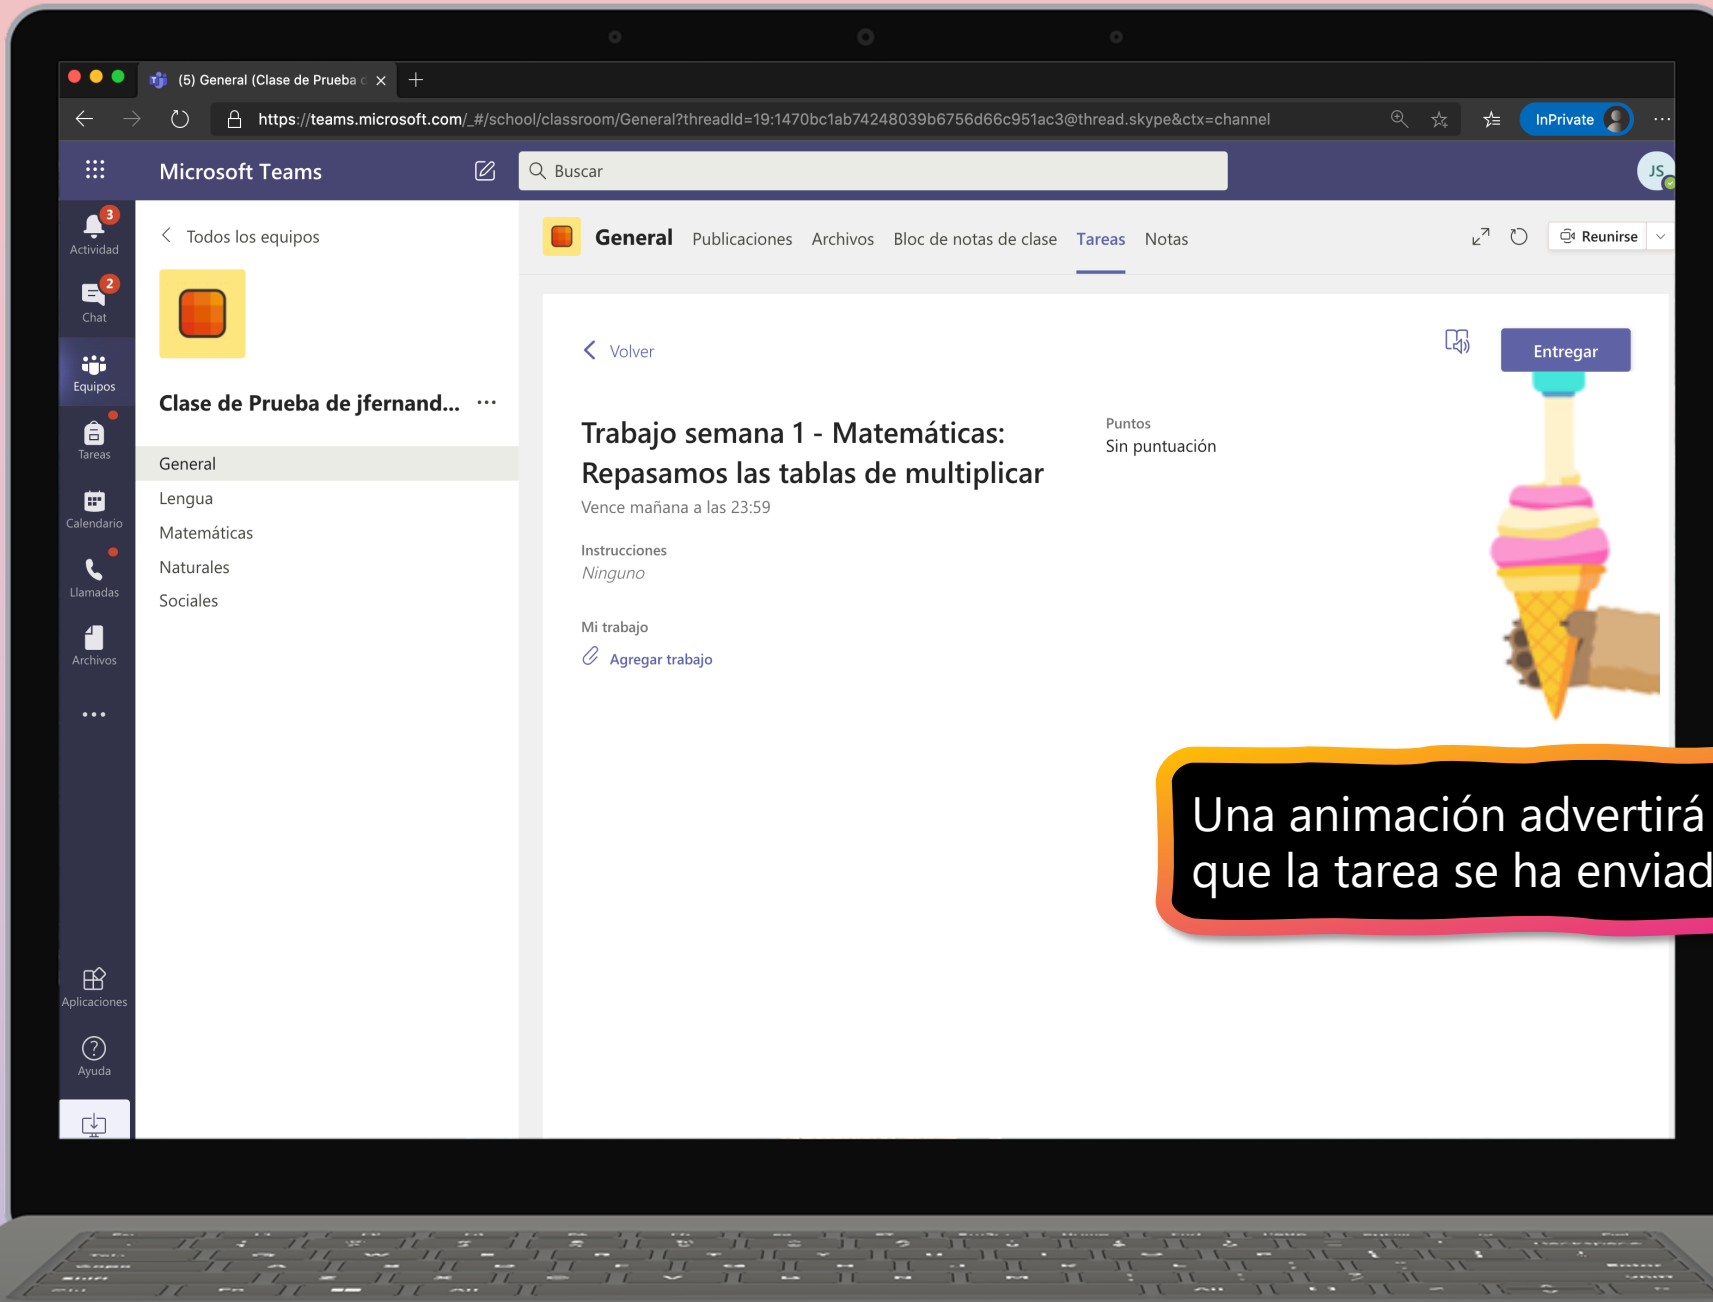 (5) General (Clase de Prueba
https://teams.microsoft.com/_#/school/classroom/General?threadId=19:1470bc1ab74248039b6756d66c951ac3@thread.skype&ctx=channel
InPrivate
Microsoft Teams
Buscar
JS
3
Actividad
2
Chat
Equipos
Tareas
Calendario
Llamadas
Archivos
Aplicaciones
Ayuda
Todos los equipos
Clase de Prueba de jfernand...
General
Lengua
Matemáticas
Naturales
Sociales
General Publicaciones Archivos Bloc de notas de clase Tareas Notas
Reunirse
Volver
Entregar
Trabajo semana 1 - Matemáticas:
Repasamos las tablas de multiplicar
Vence mañana a las 23:59
Puntos
Sin puntuación
Instrucciones
Ninguno
Mi trabajo
Agregar trabajo
Una animación advertirá
que la tarea se ha enviad